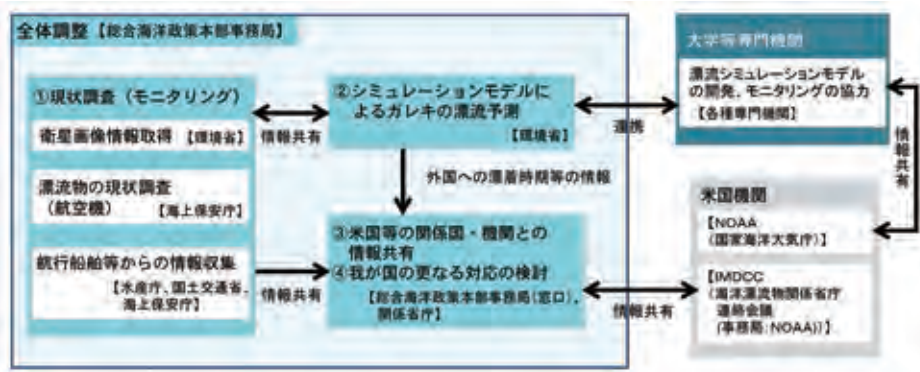 全体調整【総合海洋政策本部事務局】
①現状調査（モニタリング）
衛星画像情報取得【環境省】
漂流物の現状調査
（航空機）【海上保安庁】
航行船舶等からの情報収集
【水産庁、国土交通省、
海上保安庁】
情報共有
情報共有
②シミュレーションモデルに
よるガレキの漂流予測
【環境省】
外国への漂着時期等の情報
③米国等の関係国・機関との
情報共有
④我が国の更なる対応の検討
【総合海洋政策本部事務局（窓口）、
関係省庁】
連携
情報共有
大学等専門機関
漂流シミュレーションモデル
の開発、モニタリングの協力
【各種専門機関】
情報共有
米国機関
【NOAA
（国家海洋大気庁）】
【IMDCC
（海洋漂流物関係省庁
連絡会議
（事務局：NOAA））】